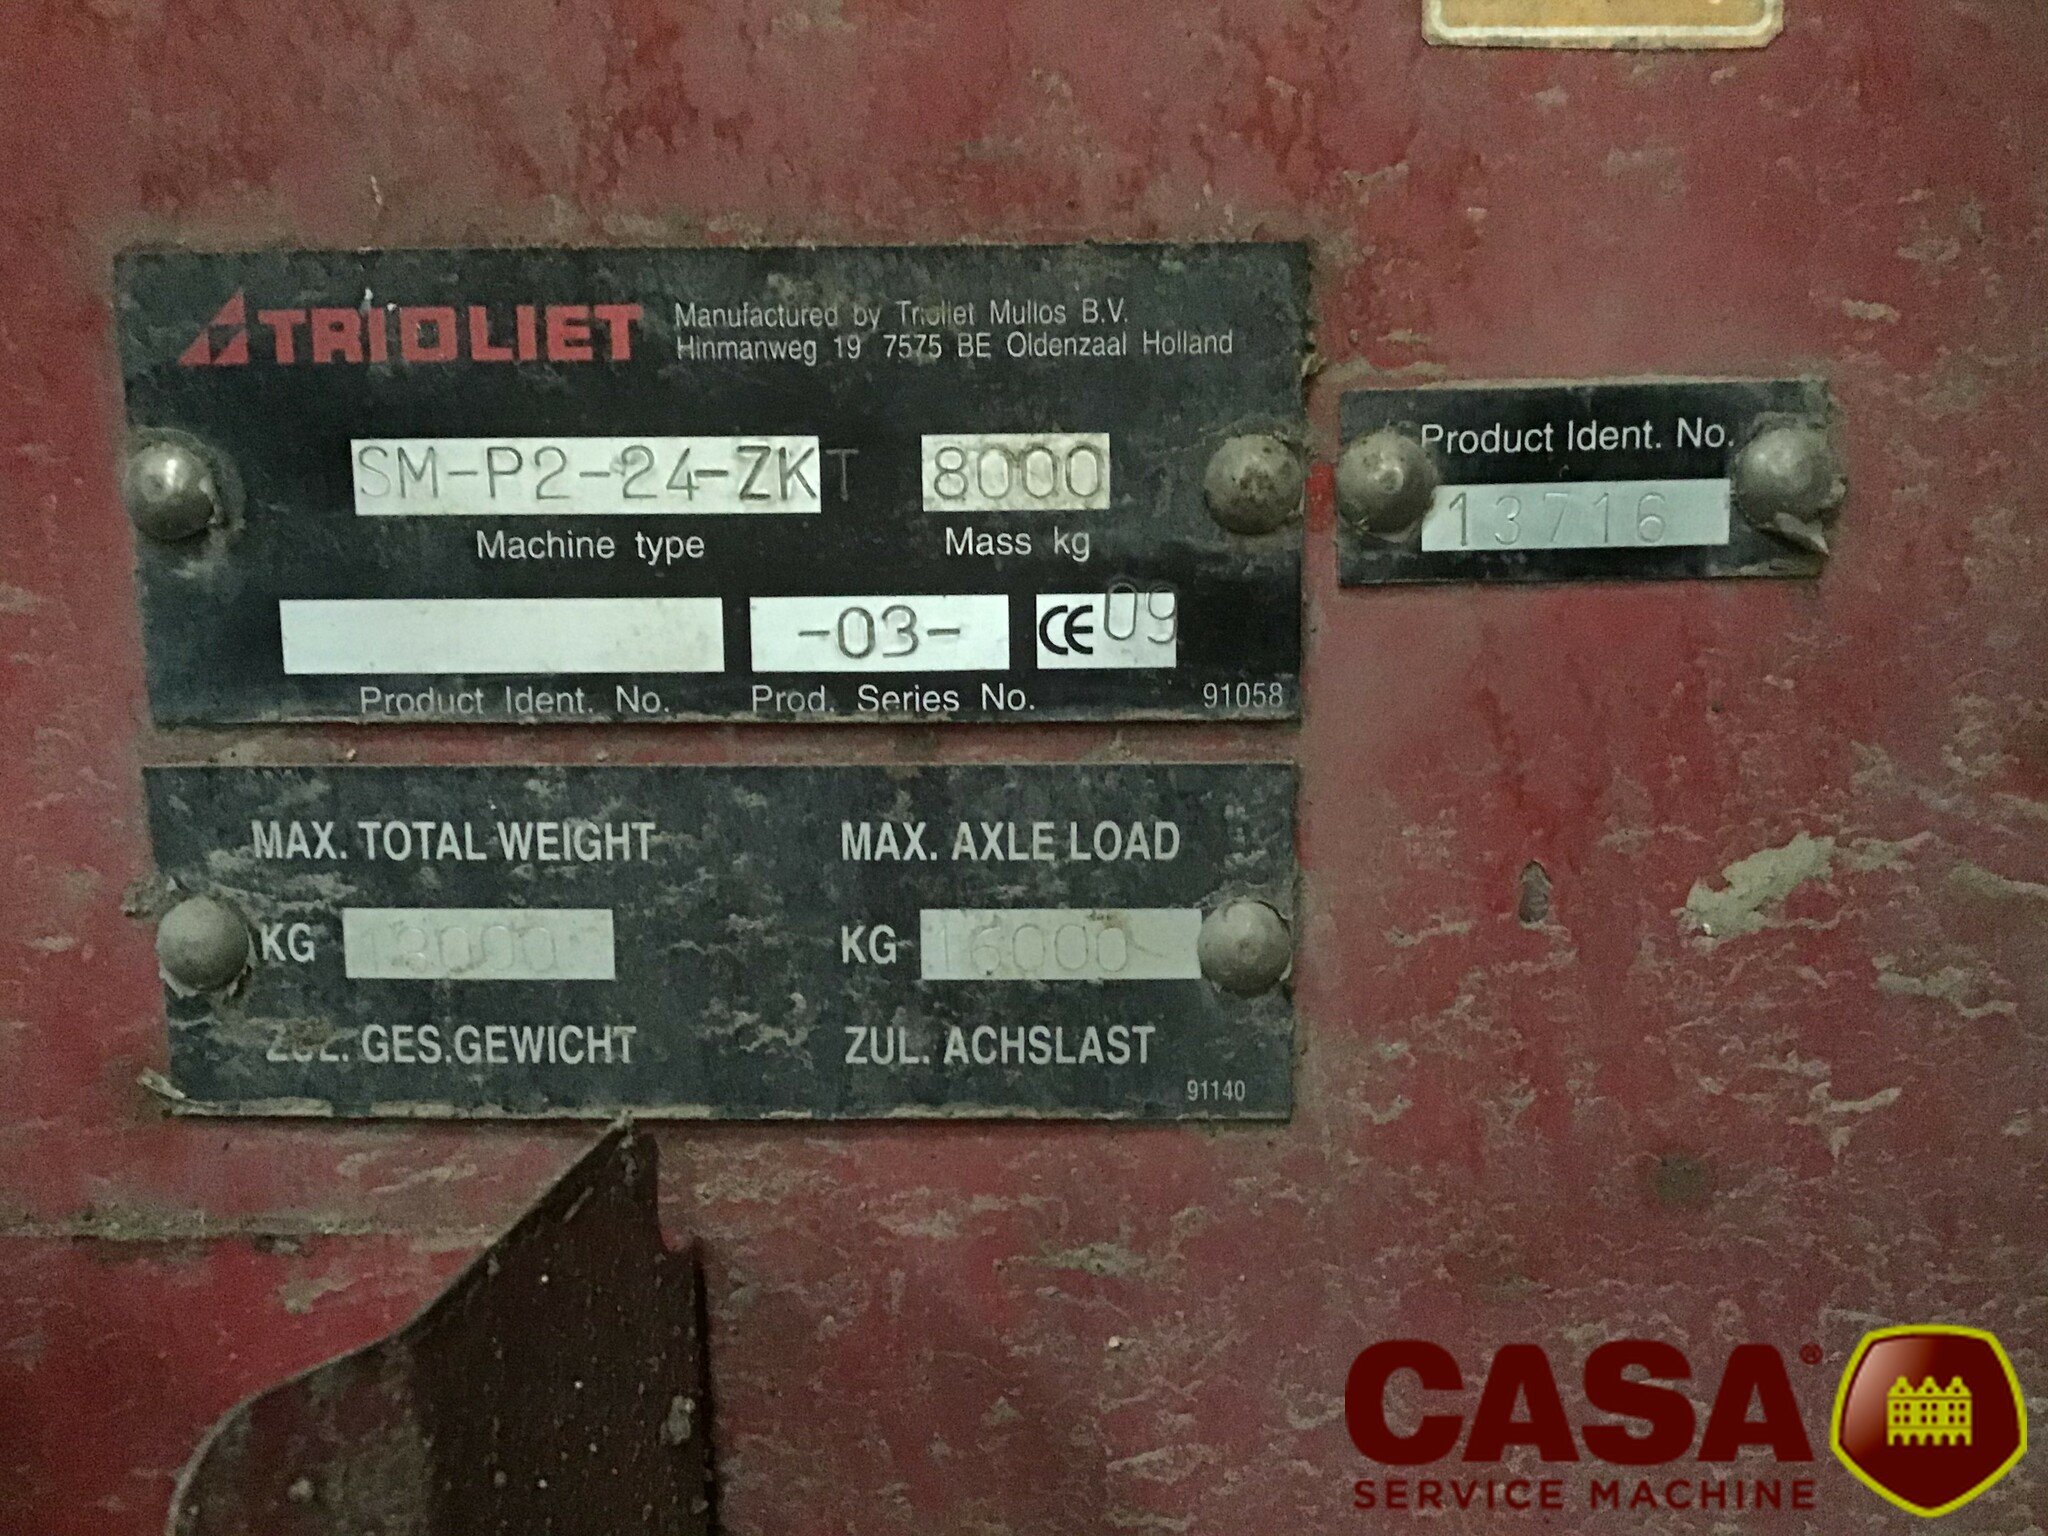 TRIOLIET
Manufactured by Trioliet Mullos B.V.
Hinmanweg 19 7575 BE Oldenzaal Holland
SM-P2-24-ZKT 8000
Machine type Mass kg
-03- CE 09
Product Ident. No. Prod. Series No. 91058
Product Ident. No.
13716
MAX. TOTAL WEIGHT MAX. AXLE LOAD
KG KG 16000
ZUL. GES.GEWICHT ZUL. ACHSLAST
91140
CASA®
SERVICE MACHINE